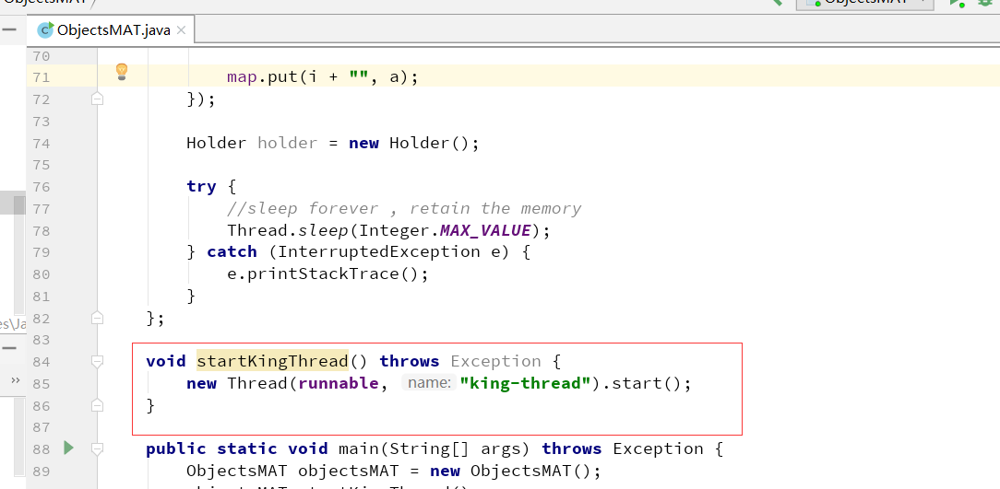 ObjectsMAT.java
70
71 map.put(i + "", a);
72 });
73
74 Holder holder = new Holder();
75
76 try {
77 //sleep forever , retain the memory
78 Thread.sleep(Integer.MAX_VALUE);
79 } catch (InterruptedException e) {
80 e.printStackTrace();
81 }
82 };
83
84 void startKingThread() throws Exception {
85 new Thread(runnable, name: "king-thread").start();
86 }
87
88 public static void main(String[] args) throws Exception {
89 ObjectsMAT objectsMAT = new ObjectsMAT();